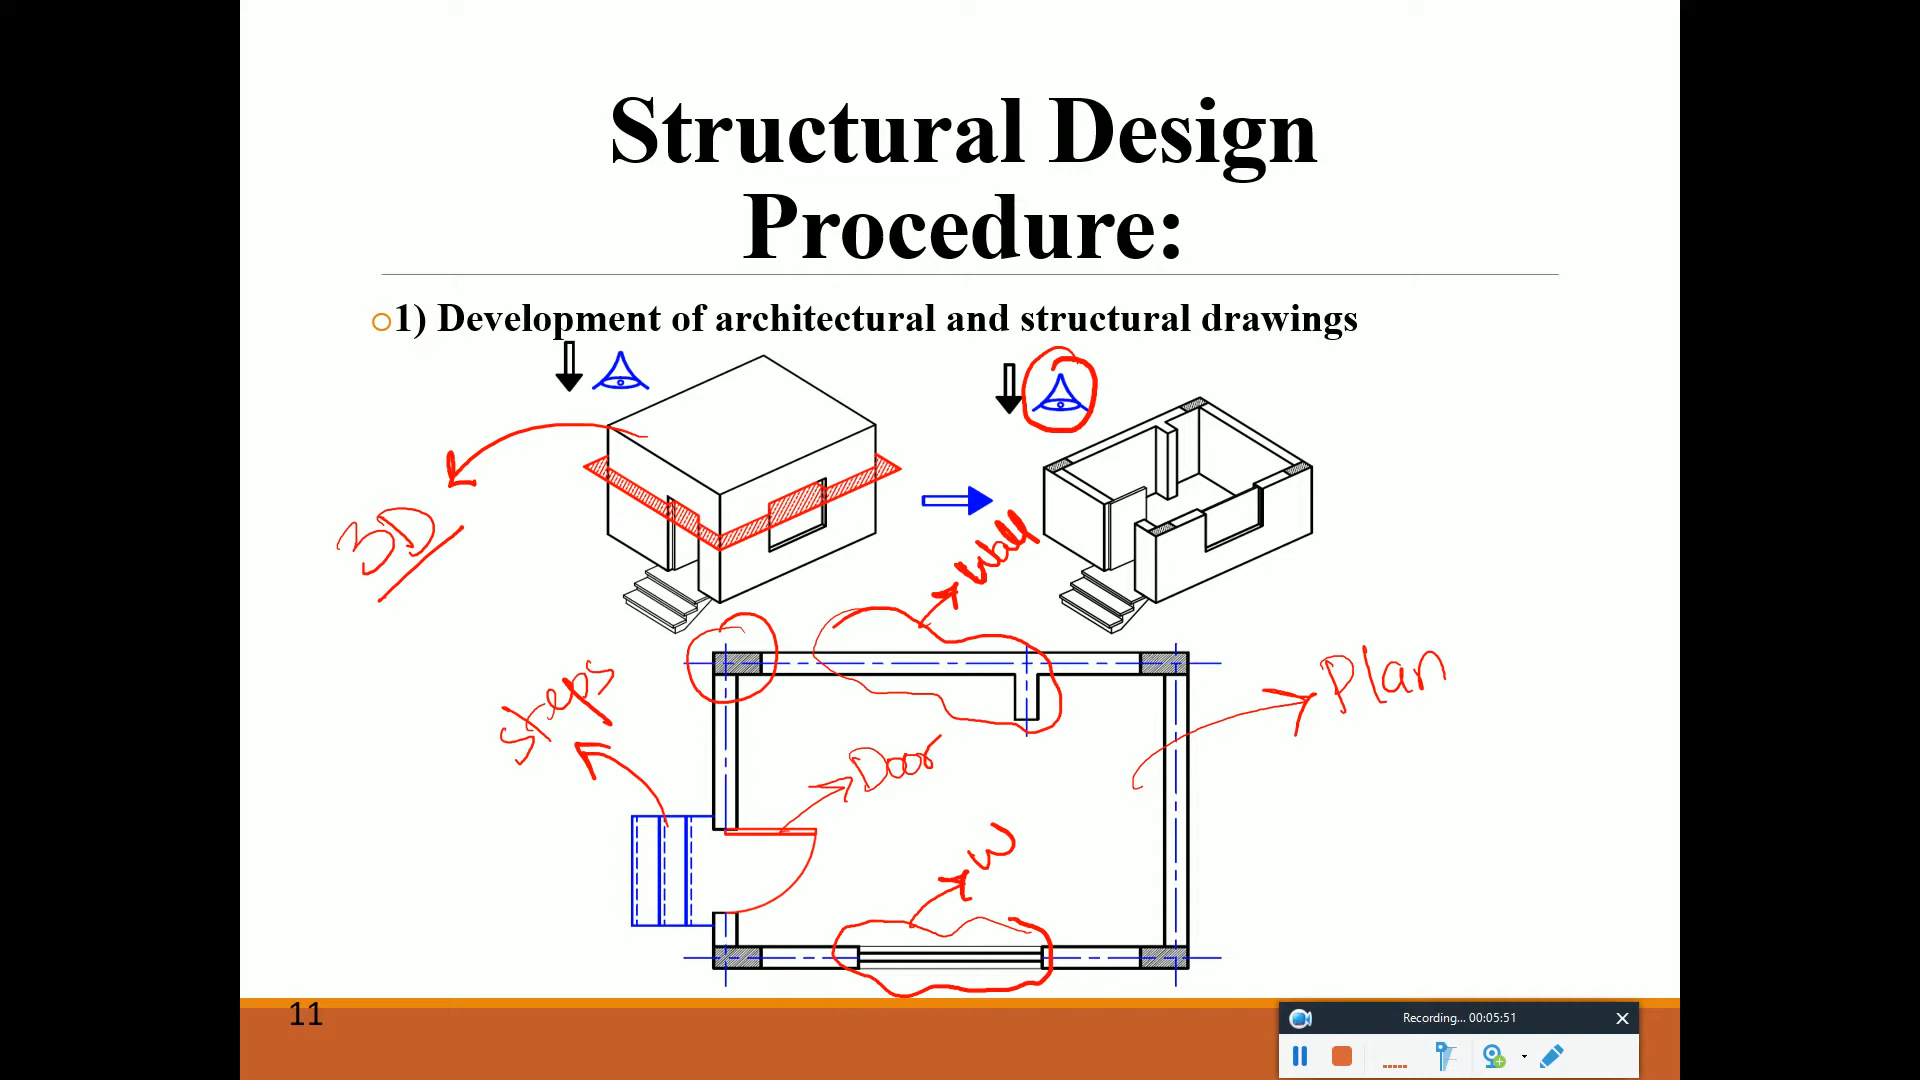 Structural Design
Procedure:
1) Development of architectural and structural drawings
3D
Wall
Steps
Plan
Door
W
11
Recording... 00:05:51